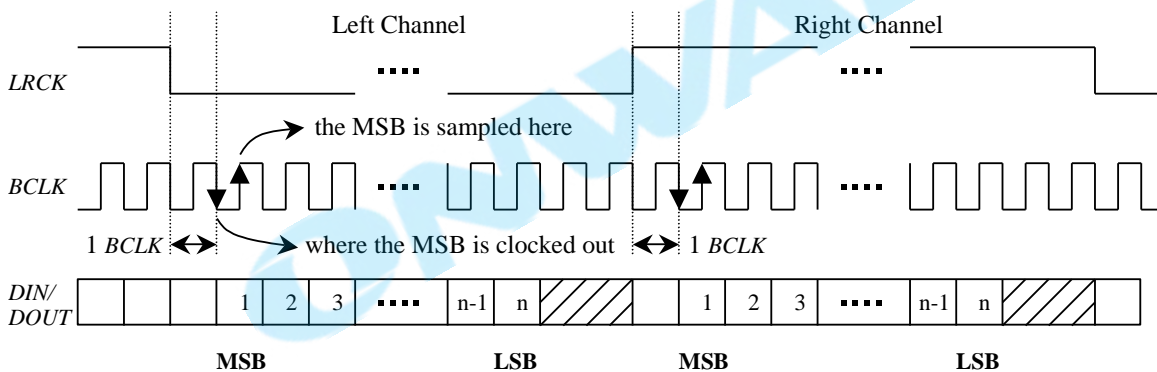 Left Channel Right Channel
LRCK
the MSB is sampled here
BCLK
1 BCLK where the MSB is clocked out 1 BCLK
DIN/
DOUT
1 2 3 n-1 n 1 2 3 n-1 n
MSB LSB MSB LSB